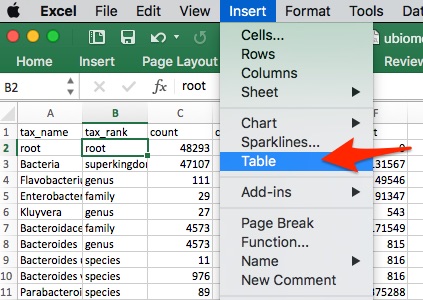 Excel File Edit View Insert Format Tools
ubiome
Home Insert Page Layout Review
B2 fx root
A B C
1 tax_name tax_rank count
2 root root 48293
3 Bacteria superkingdo 47107 31567
4 Flavobacteri genus 111 49546
5 Enterobacter family 29 91347
6 Kluyvera genus 27 543
7 Bacteroidace family 4573 71549
8 Bacteroides genus 4573 816
9 Bacteroides species 11 815
10 Bacteroides species 976 816
11 Parabacteroi species 89 375288
Cells...
Rows
Columns
Sheet
Chart
Sparklines...
Table
Add-ins
Page Break
Function...
Name
New Comment